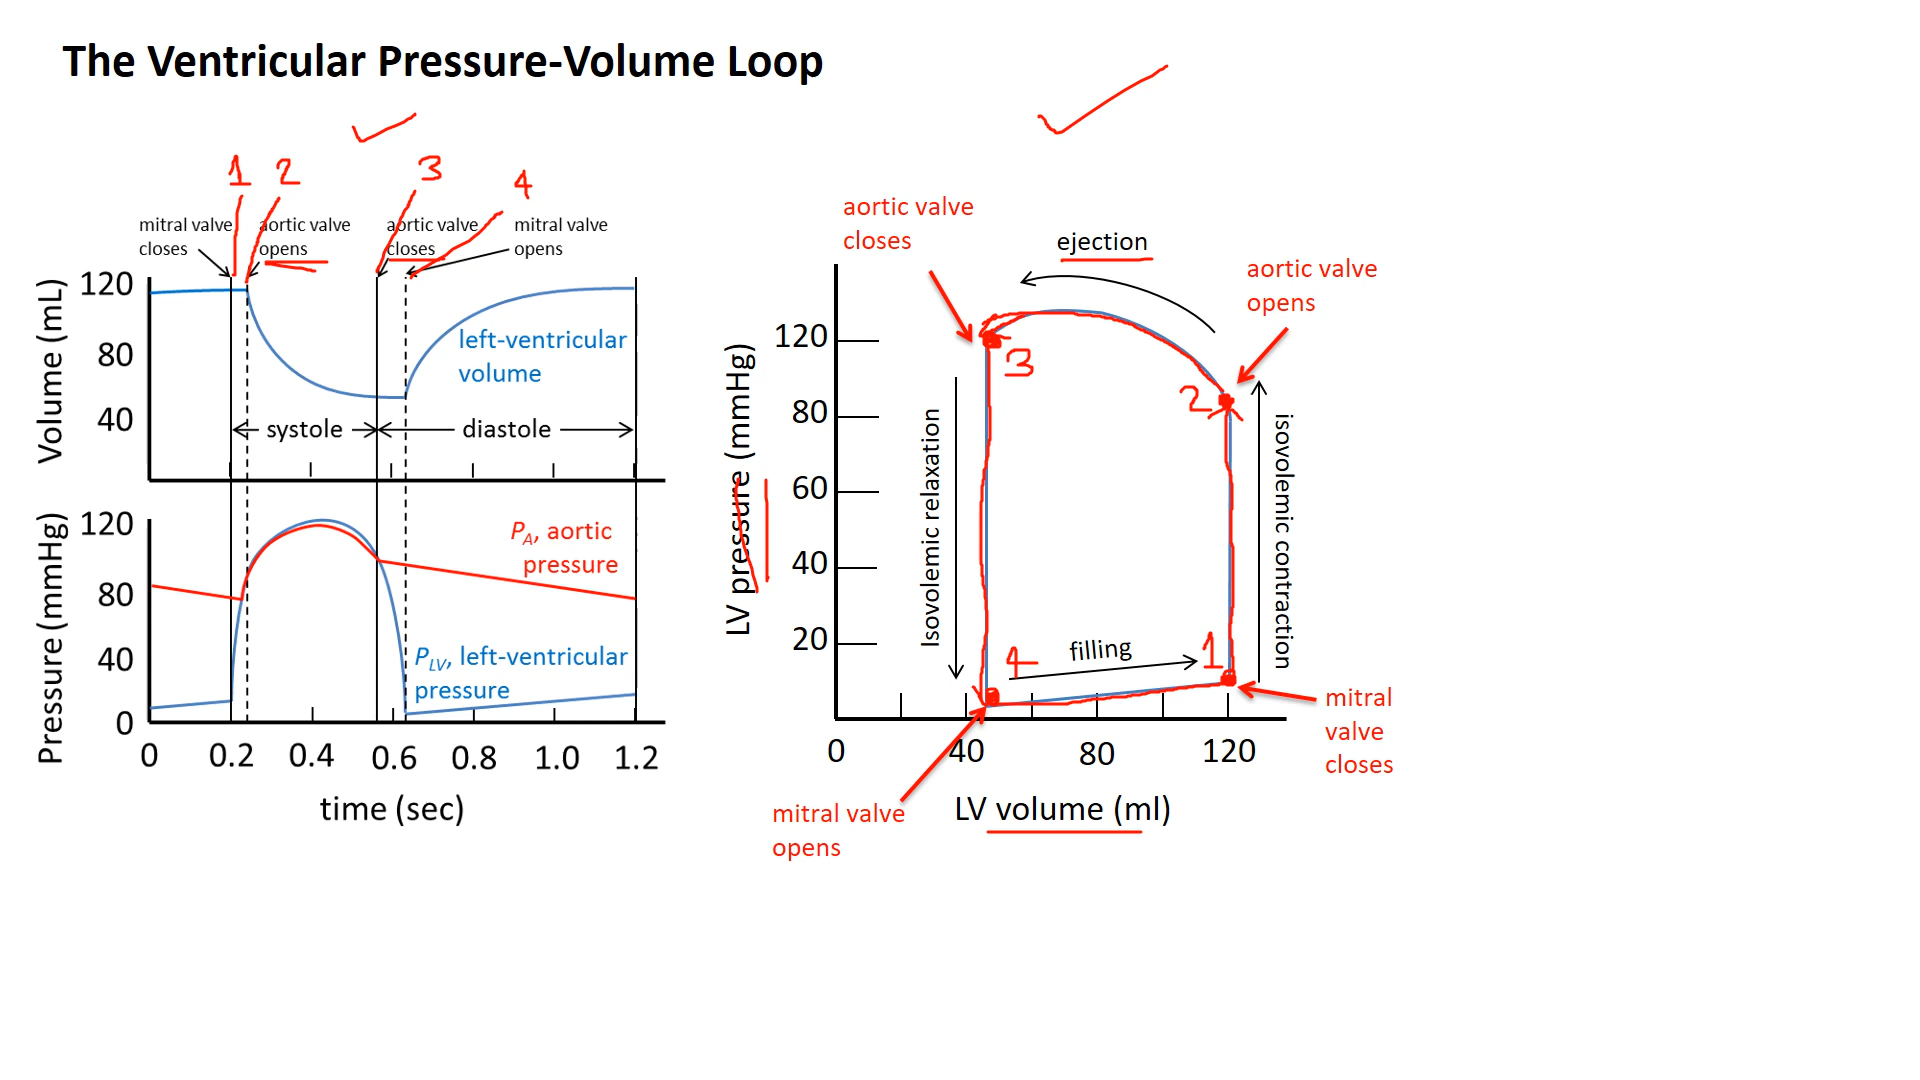 The Ventricular Pressure-Volume Loop
1
2
3
4
mitral valve
closes
aortic valve
opens
aortic valve
closes
mitral valve
opens
Volume (mL)
120
80
40
left-ventricular
volume
systole
diastole
Pressure (mmHg)
120
80
40
0
PA, aortic
pressure
PLV, left-ventricular
pressure
0 0.2 0.4 0.6 0.8 1.0 1.2
time (sec)
aortic valve
closes
ejection
aortic valve
opens
LV pressure (mmHg)
120
80
60
40
20
3
2
Isovolemic relaxation
isovolemic contraction
4
filling
1
mitral
valve
closes
0 40 80 120
mitral valve
opens
LV volume (ml)